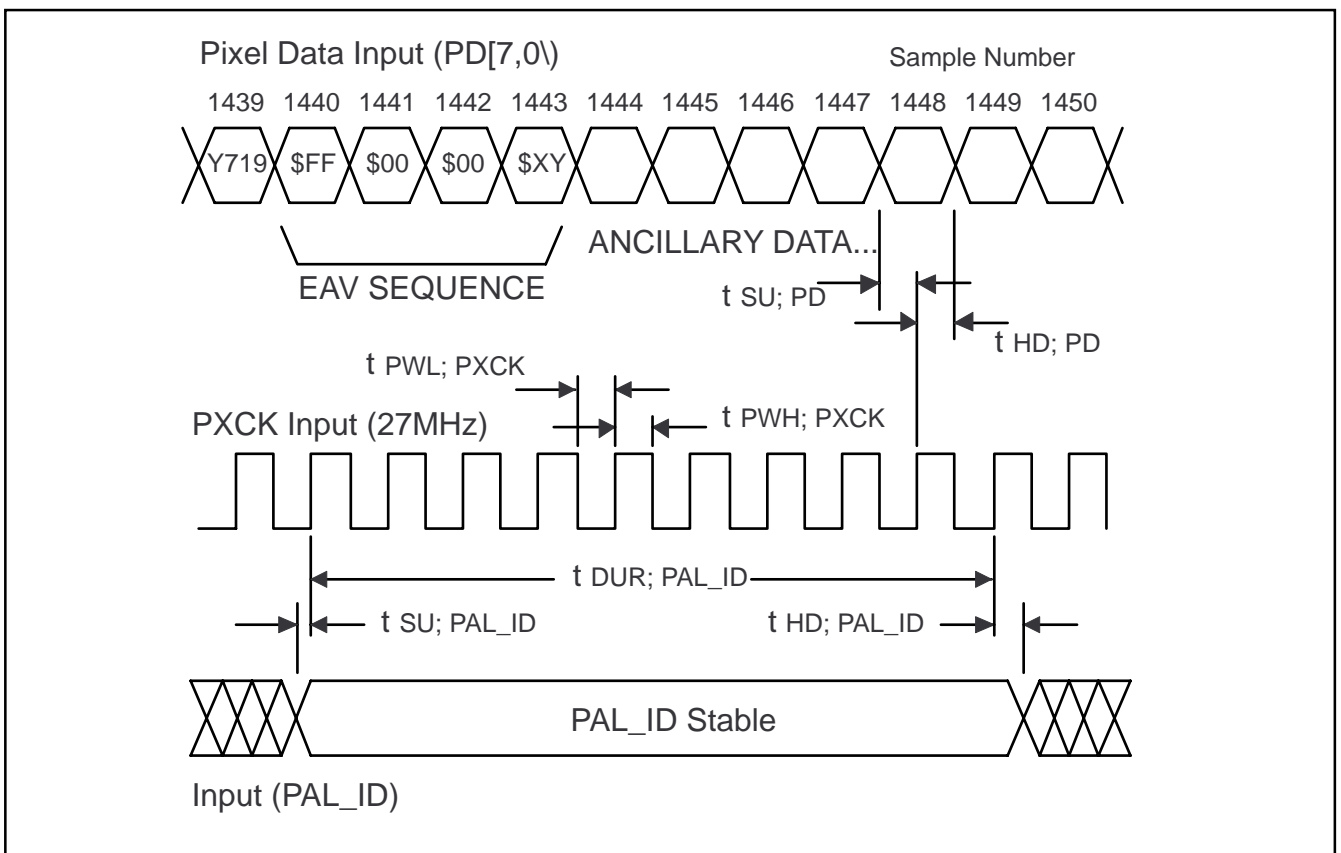 Pixel Data Input (PD[7,0\)
Sample Number
1439 1440 1441 1442 1443 1444 1445 1446 1447 1448 1449 1450
Y719 $FF $00 $00 $XY
ANCILLARY DATA...
EAV SEQUENCE
t SU; PD
t HD; PD
t PWL; PXCK
t PWH; PXCK
PXCK Input (27MHz)
t DUR; PAL_ID
t SU; PAL_ID
t HD; PAL_ID
PAL_ID Stable
Input (PAL_ID)